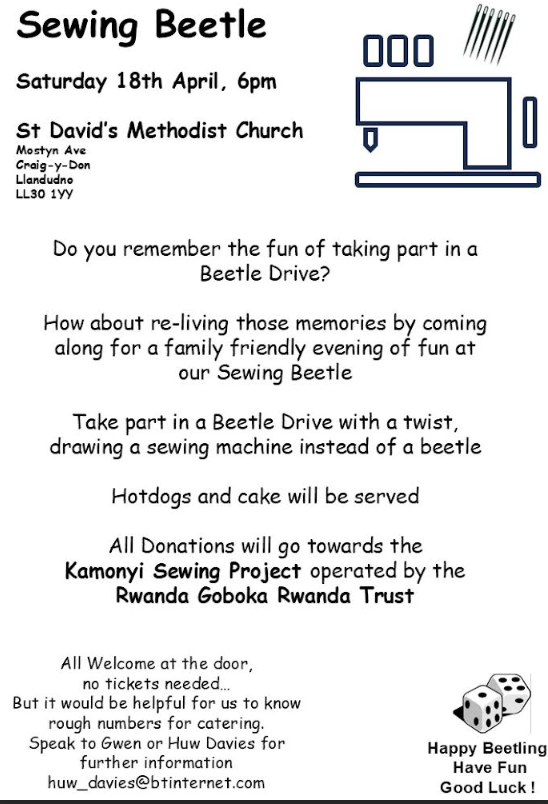 Sewing Beetle
Saturday 18th April, 6pm
St David's Methodist Church
Mostyn Ave
Craig-y-Don
Llandudno
LL30 1YY
Do you remember the fun of taking part in a
Beetle Drive?
How about re-living those memories by coming
along for a family friendly evening of fun at
our Sewing Beetle
Take part in a Beetle Drive with a twist,
drawing a sewing machine instead of a beetle
Hotdogs and cake will be served
All Donations will go towards the
Kamonyi Sewing Project operated by the
Rwanda Goboka Rwanda Trust
All Welcome at the door,
no tickets needed...
But it would be helpful for us to know
rough numbers for catering.
Speak to Gwen or Huw Davies for
further information
huw_davies@btinternet.com
Happy Beetling
Have Fun
Good Luck !